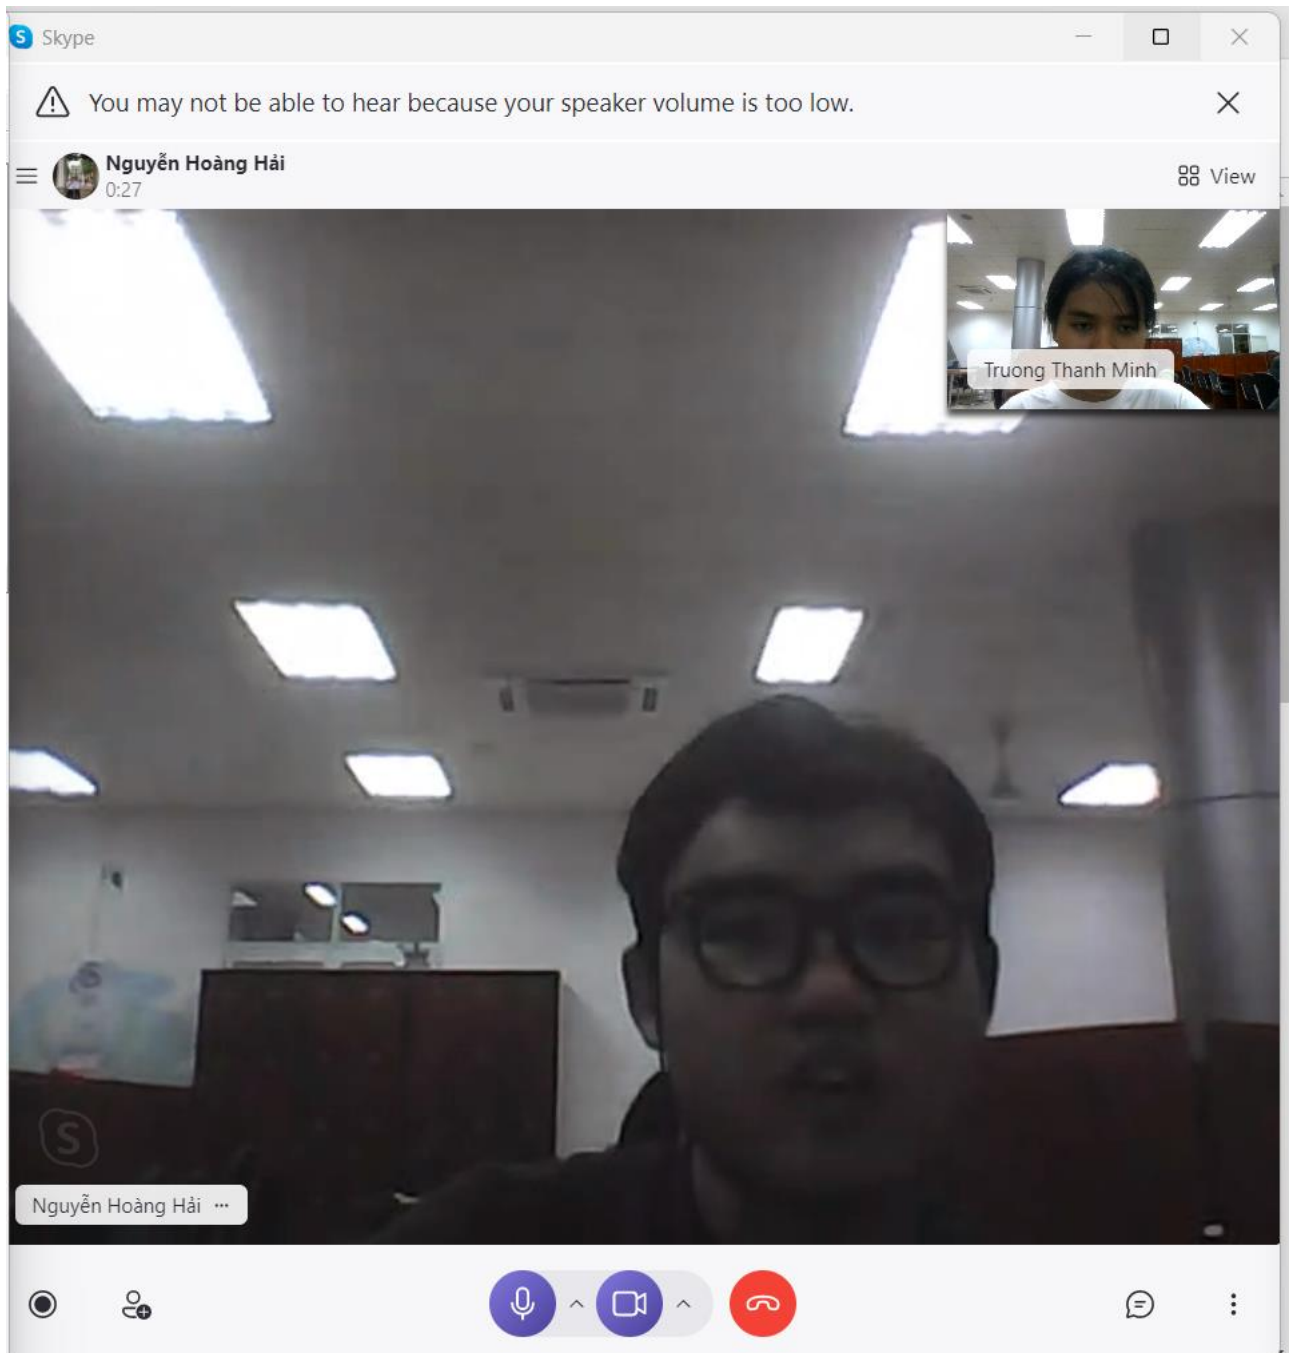 Skype
You may not be able to hear because your speaker volume is too low.
Nguyễn Hoàng Hải
0:27
View
Truong Thanh Minh
Nguyễn Hoàng Hải